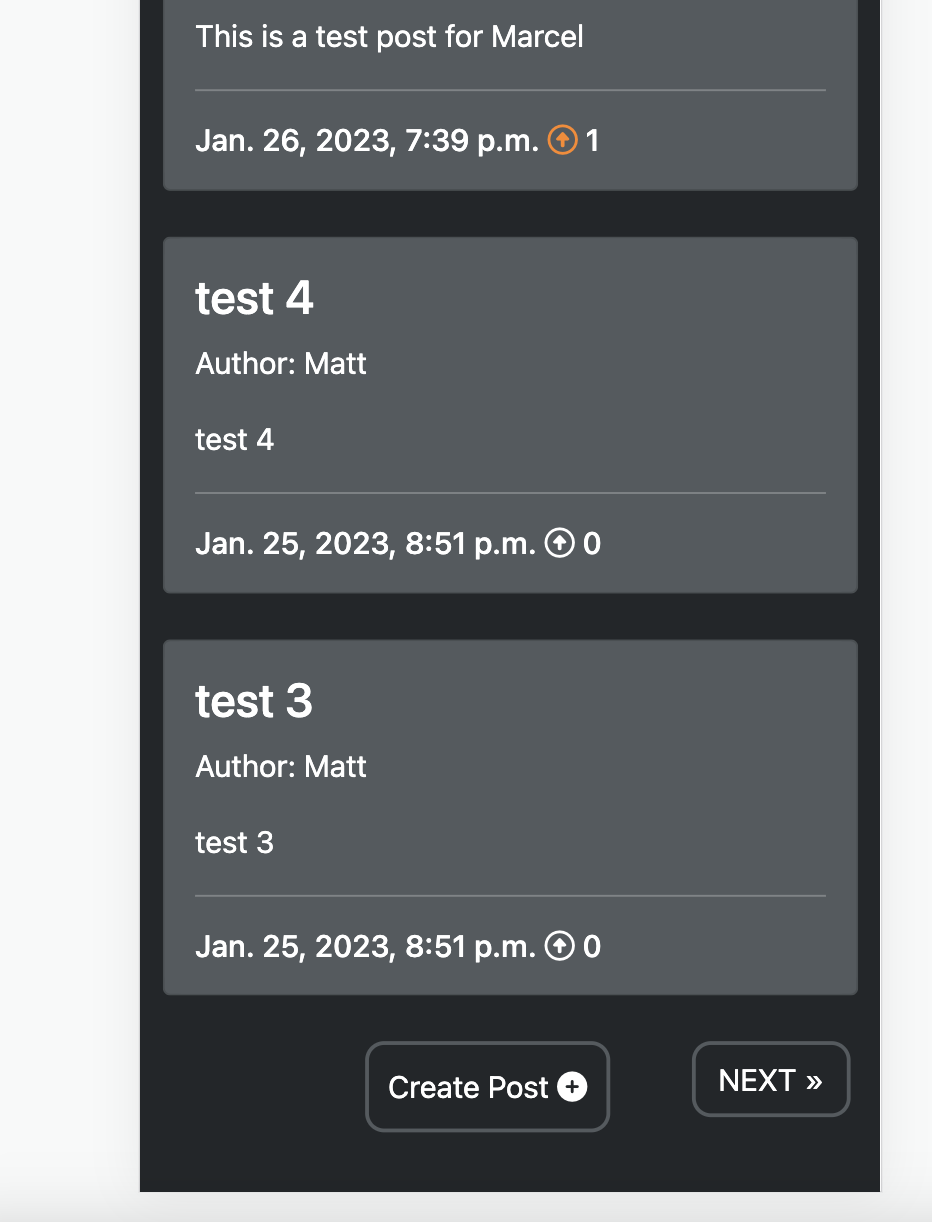 This is a test post for Marcel
Jan. 26, 2023, 7:39 p.m. 1
test 4
Author: Matt
test 4
Jan. 25, 2023, 8:51 p.m. 0
test 3
Author: Matt
test 3
Jan. 25, 2023, 8:51 p.m. 0
Create Post
NEXT »